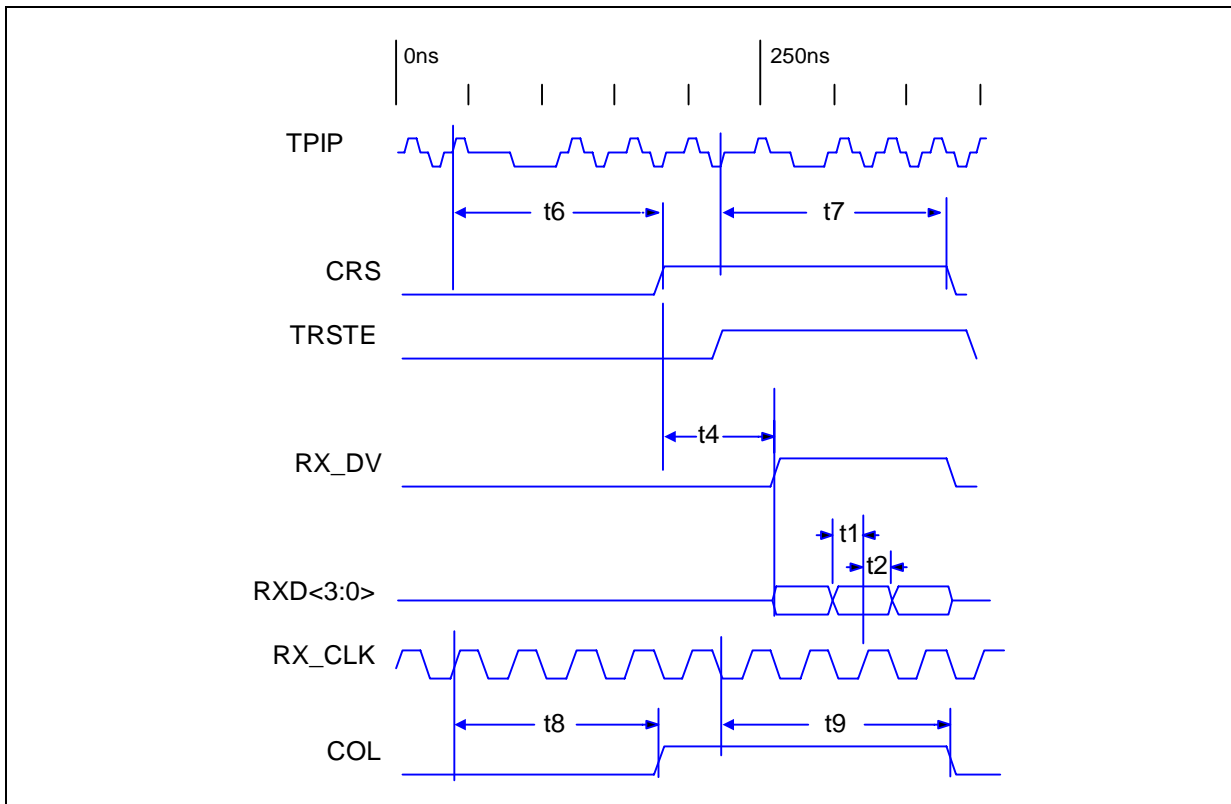 0ns 250ns
TPIP
t6 t7
CRS
TRSTE
t4
RX_DV
t1
t2
RXD<3:0>
RX_CLK
t8 t9
COL